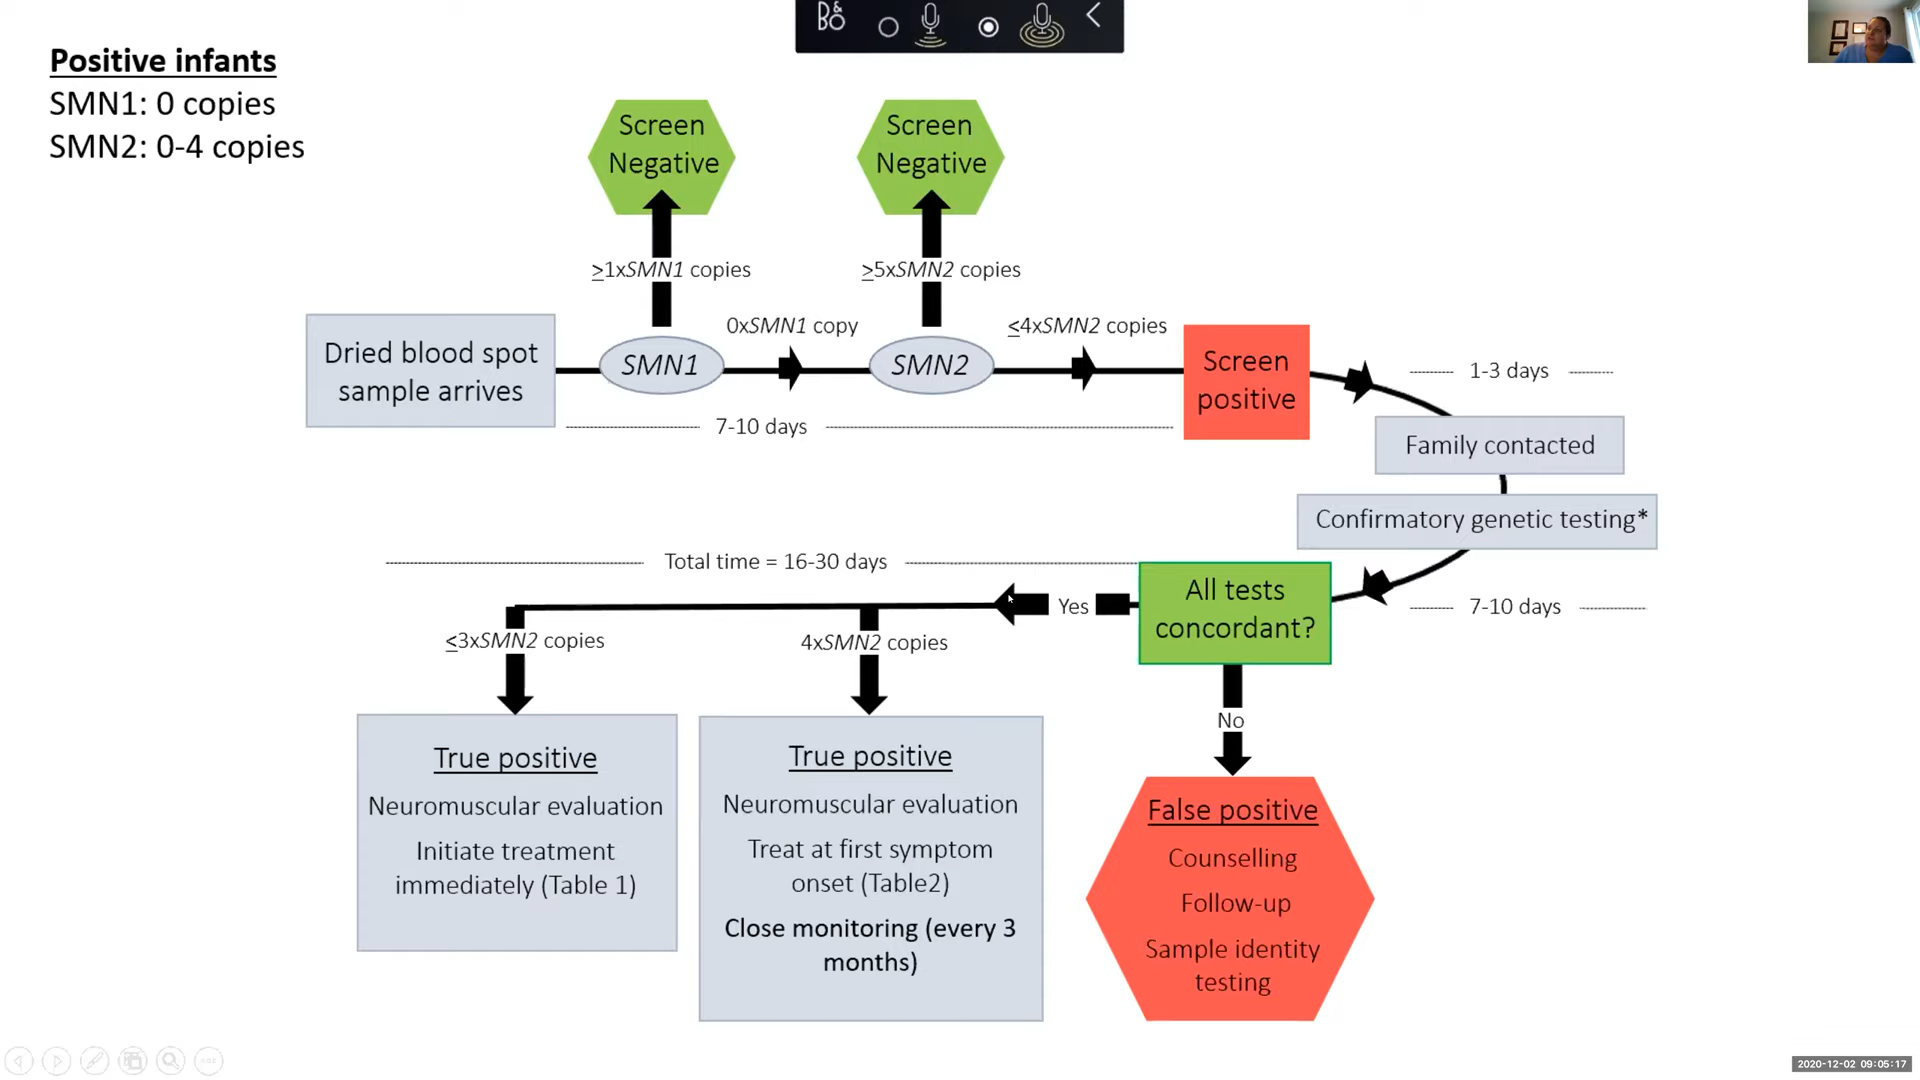 B&O
Positive infants
SMN1: 0 copies
SMN2: 0-4 copies
Screen
Negative
Screen
Negative
≥1xSMN1 copies
≥5xSMN2 copies
0xSMN1 copy
≤4xSMN2 copies
Dried blood spot
sample arrives
SMN1
SMN2
Screen
positive
1-3 days
7-10 days
Family contacted
Confirmatory genetic testing*
Total time = 16-30 days
All tests
concordant?
Yes
7-10 days
≤3xSMN2 copies
4xSMN2 copies
No
True positive
Neuromuscular evaluation
Initiate treatment
immediately (Table 1)
True positive
Neuromuscular evaluation
Treat at first symptom
onset (Table2)
Close monitoring (every 3
months)
False positive
Counselling
Follow-up
Sample identity
testing
2020-12-02 09:05:17